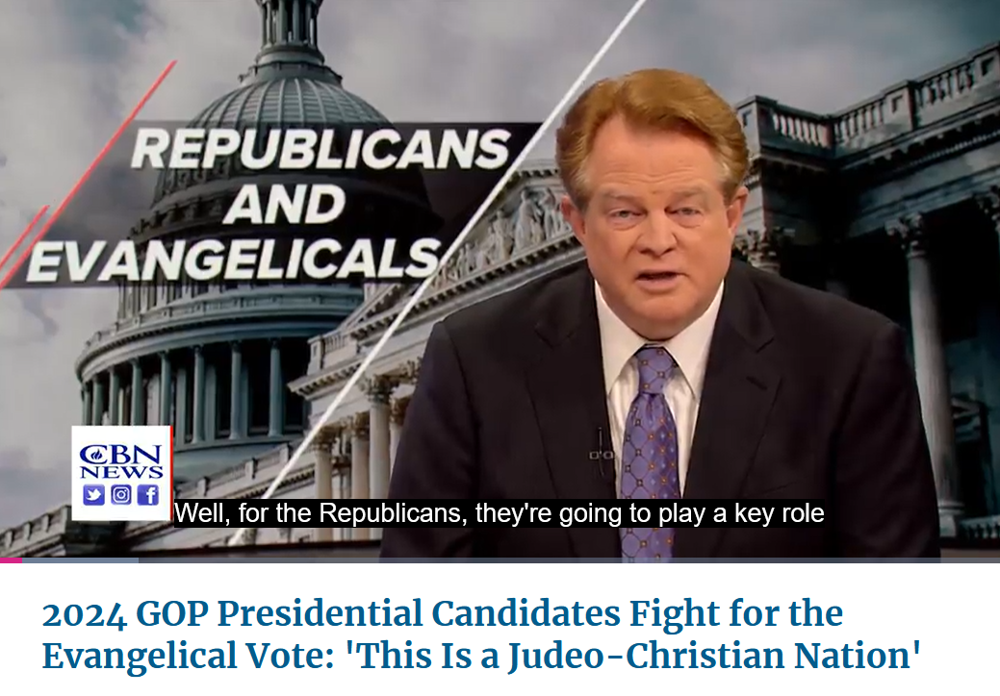 REPUBLICANS
AND
EVANGELICALS
CBN
NEWS
Well, for the Republicans, they're going to play a key role
2024 GOP Presidential Candidates Fight for the
Evangelical Vote: 'This Is a Judeo-Christian Nation'